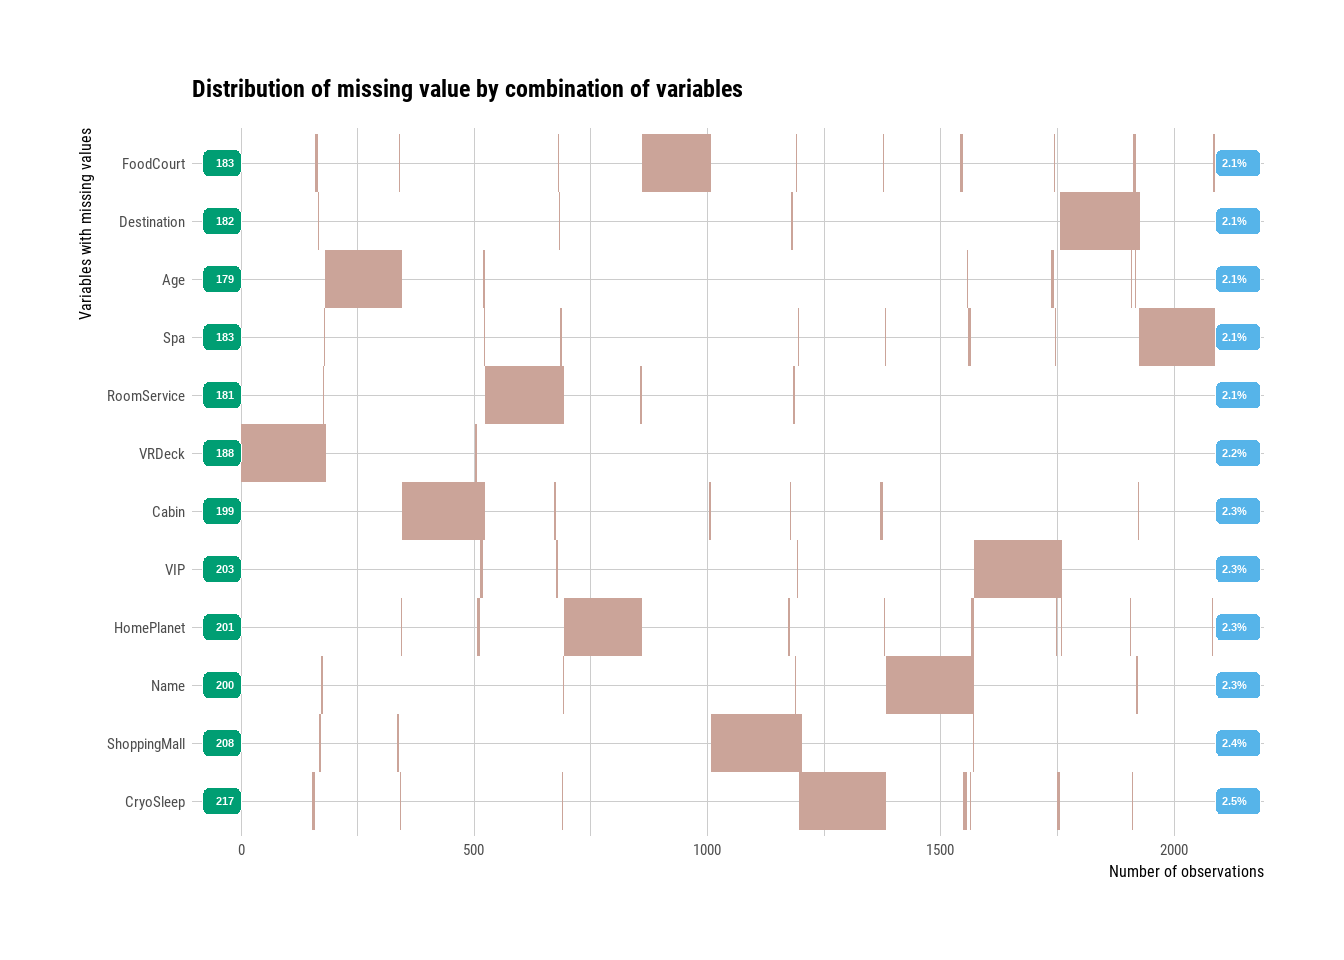 Distribution of missing value by combination of variables
Variables with missing values
FoodCourt 183 2.1%
Destination 182 2.1%
Age 179 2.1%
Spa 183 2.1%
RoomService 181 2.1%
VRDeck 188 2.2%
Cabin 199 2.3%
VIP 203 2.3%
HomePlanet 201 2.3%
Name 200 2.3%
ShoppingMall 208 2.4%
CryoSleep 217 2.5%
0 500 1000 1500 2000
Number of observations